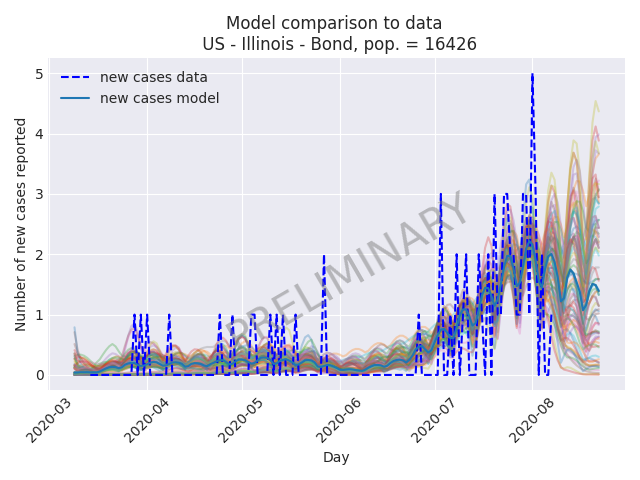 Model comparison to data
US - Illinois - Bond, pop. = 16426
new cases data
new cases model
PRELIMINARY
Number of new cases reported
5
4
3
2
1
0
2020-03
2020-04
2020-05
2020-06
2020-07
2020-08
Day